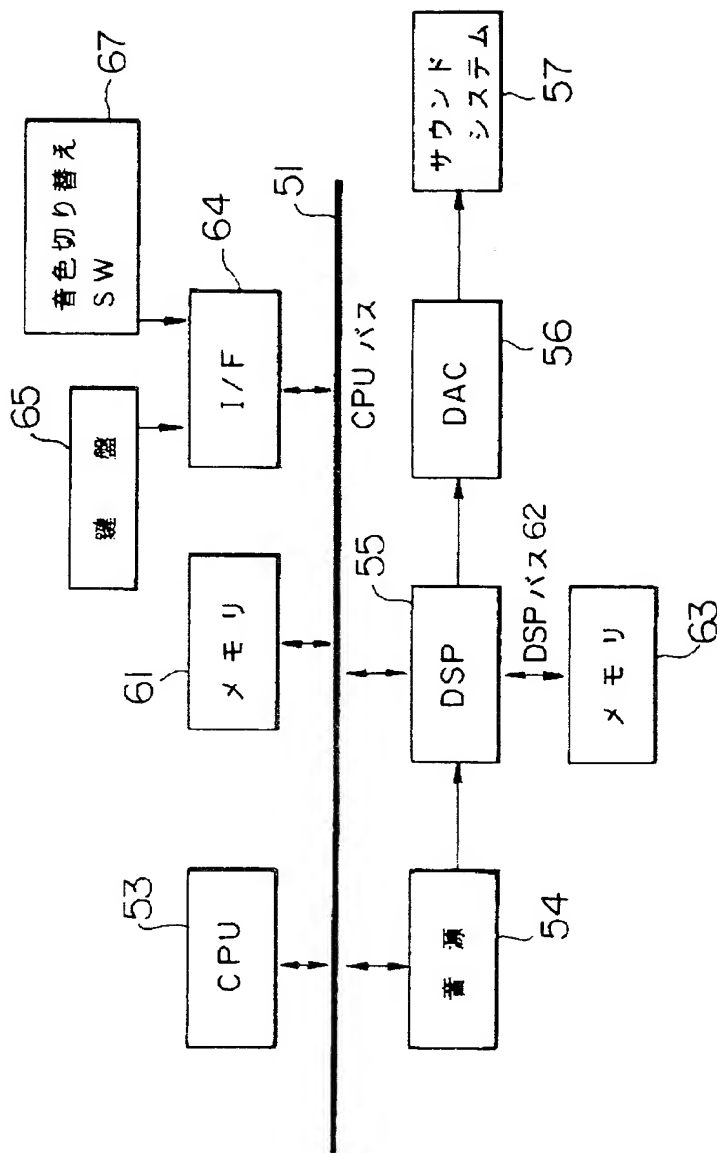 67
65
音色切り替え
SW
鍵 盤
53
61
64
CPU
メモリ
I/F
51
CPUバス
55
音 源
DSP
DAC
サウンド
システム
54
56
57
DSPバス62
メモリ
63